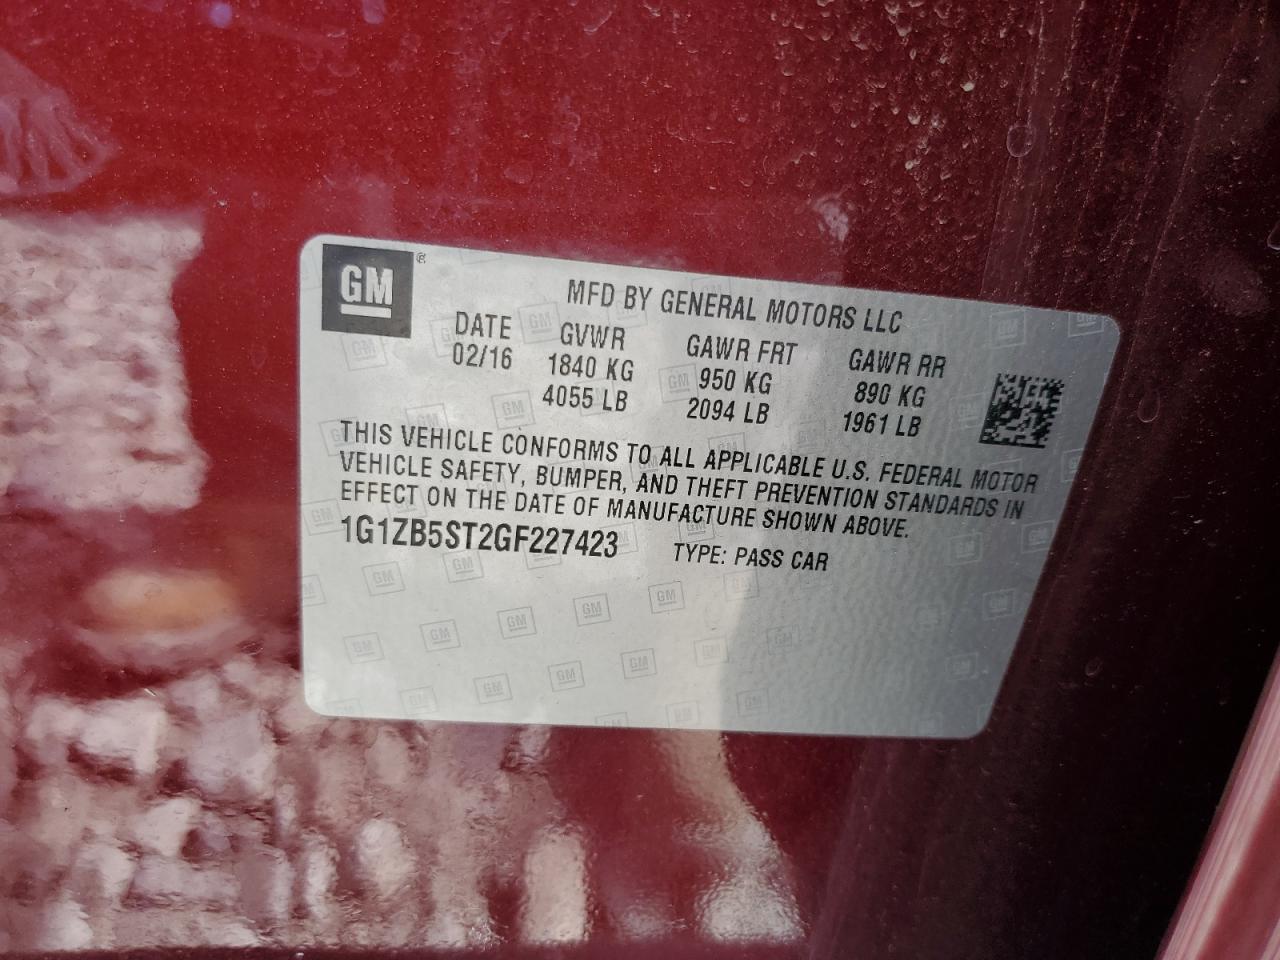 GM ®
MFD BY GENERAL MOTORS LLC
DATE GVWR GAWR FRT GAWR RR
02/16 1840 KG 950 KG 890 KG
4055 LB 2094 LB 1961 LB
THIS VEHICLE CONFORMS TO ALL APPLICABLE U.S. FEDERAL MOTOR
VEHICLE SAFETY, BUMPER, AND THEFT PREVENTION STANDARDS IN
EFFECT ON THE DATE OF MANUFACTURE SHOWN ABOVE.
1G1ZB5ST2GF227423 TYPE: PASS CAR